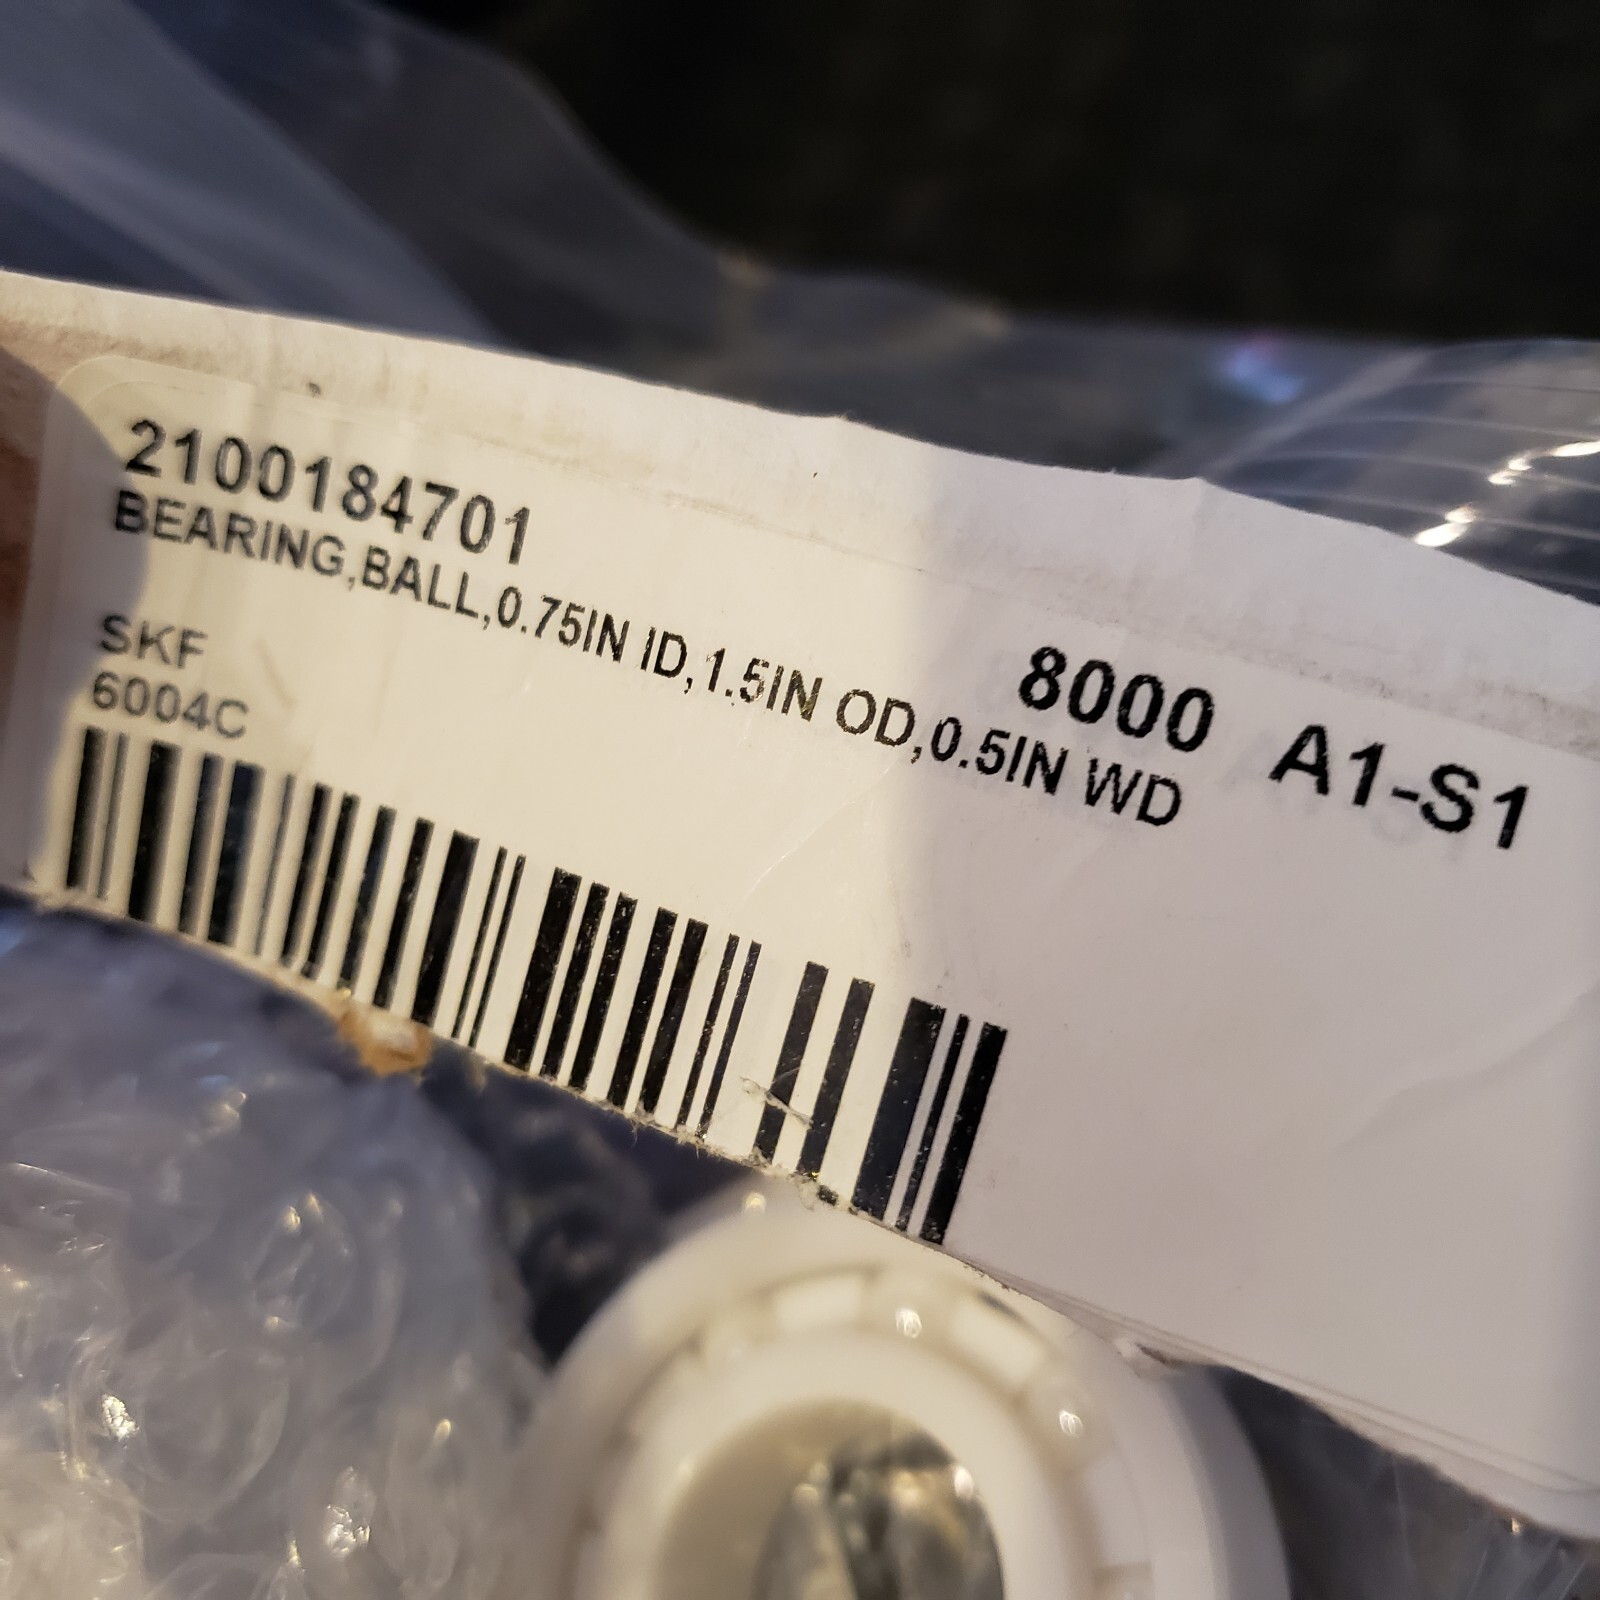 2100184701
BEARING,BALL,0.75IN ID,1.5IN OD,0.5IN WD
8000 A1-S1
SKF
6004C